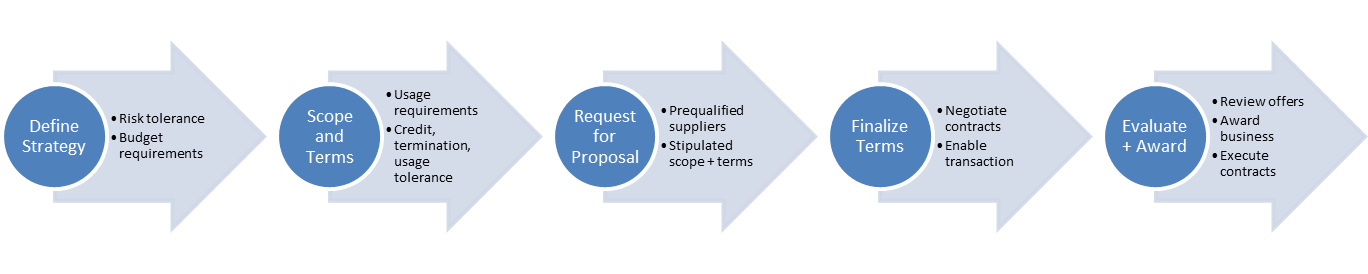 Define
Strategy
• Risk tolerance
• Budget
requirements
Scope
and
Terms
• Usage
requirements
• Credit,
termination,
usage
tolerance
Request
for
Proposal
• Prequalified
suppliers
• Stipulated
scope + terms
Finalize
Terms
• Negotiate
contracts
• Enable
transaction
Evaluate
+ Award
• Review offers
• Award
business
• Execute
contracts